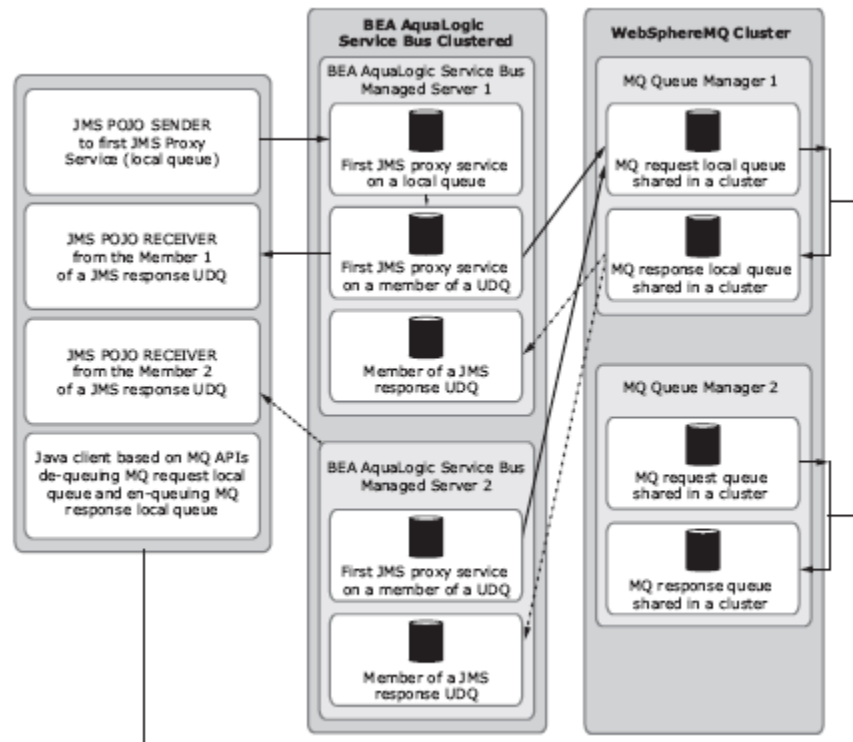 JMS POJO SENDER
to first JMS Proxy
Service (local queue)
JMS POJO RECEIVER
from the Member 1
of a JMS response UDQ
JMS POJO RECEIVER
from the Member 2
of a JMS response UDQ
Java client based on MQ APIs
de-queuing MQ request local
queue and en-queuing MQ
response local queue
BEA AquaLogic
Service Bus Clustered
BEA AquaLogic Service Bus
Managed Server 1
First JMS proxy service
on a local queue
First JMS proxy service
on a member of a UDQ
Member of a JMS
response UDQ
BEA AquaLogic Service Bus
Managed Server 2
First JMS proxy service
on a member of a UDQ
Member of a JMS
response UDQ
WebSphereMQ Cluster
MQ Queue Manager 1
MQ request local queue
shared in a cluster
MQ response local queue
shared in a cluster
MQ Queue Manager 2
MQ request queue
shared in a cluster
MQ response queue
shared in a cluster